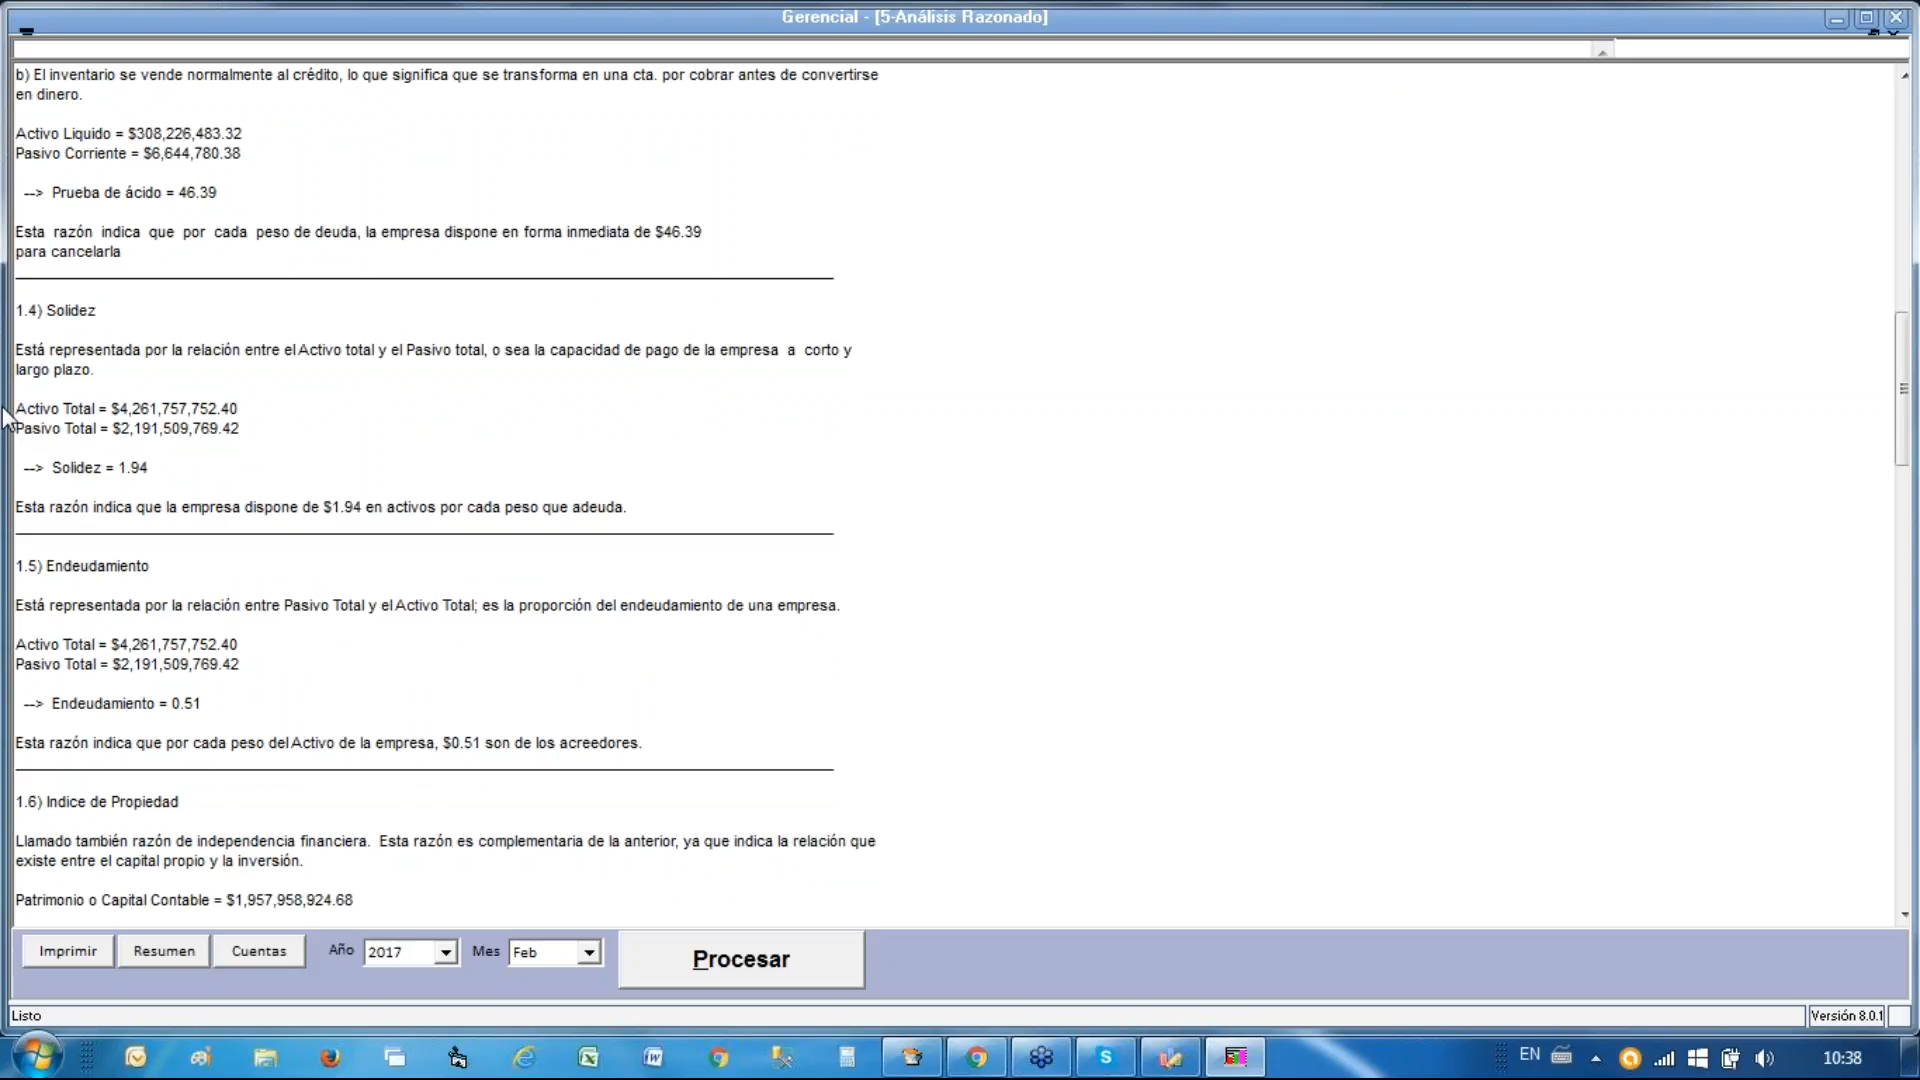 Gerencial - [5-Análisis Razonado]
b) El inventario se vende normalmente al crédito, lo que significa que se transforma en una cta. por cobrar antes de convertirse
en dinero.
Activo Liquido = $308,226,483.32
Pasivo Corriente = $6,644,780.38
--> Prueba de ácido = 46.39
Esta razón indica que por cada peso de deuda, la empresa dispone en forma inmediata de $46.39
para cancelarla
1.4) Solidez
Está representada por la relación entre el Activo total y el Pasivo total, o sea la capacidad de pago de la empresa a corto y
largo plazo.
Activo Total = $4,261,757,752.40
Pasivo Total = $2,191,509,769.42
--> Solidez = 1.94
Esta razón indica que la empresa dispone de $1.94 en activos por cada peso que adeuda.
1.5) Endeudamiento
Está representada por la relación entre Pasivo Total y el Activo Total; es la proporción del endeudamiento de una empresa.
Activo Total = $4,261,757,752.40
Pasivo Total = $2,191,509,769.42
--> Endeudamiento = 0.51
Esta razón indica que por cada peso del Activo de la empresa, $0.51 son de los acreedores.
1.6) Indice de Propiedad
Llamado también razón de independencia financiera. Esta razón es complementaria de la anterior, ya que indica la relación que
existe entre el capital propio y la inversión.
Patrimonio o Capital Contable = $1,957,958,924.68
Imprimir Resumen Cuentas Año 2017 Mes Feb Procesar
Listo Versión 8.0.1
EN 10:38